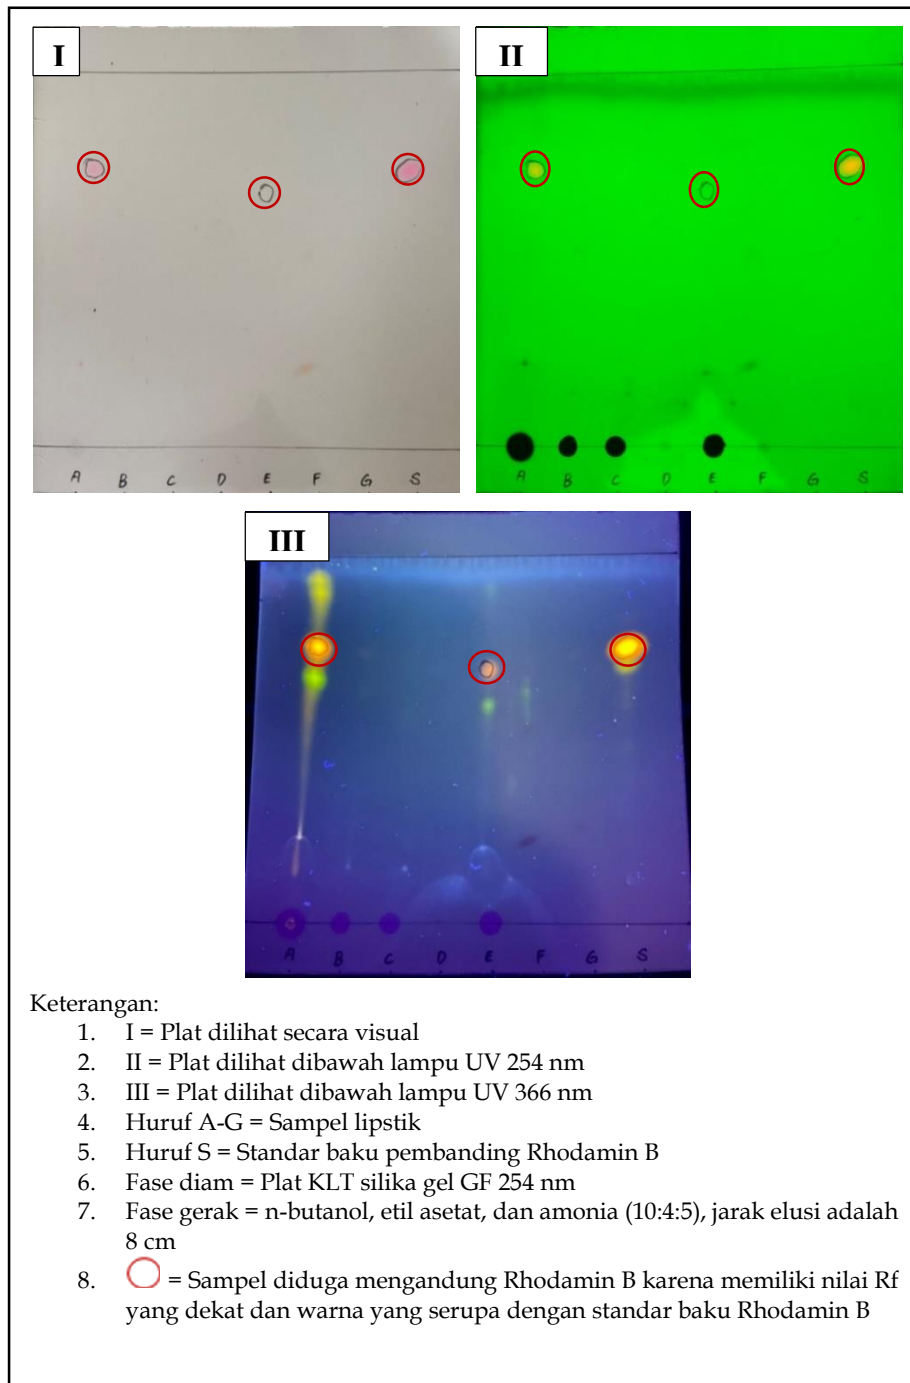 I
II
A B C D E F G S
A B C D E F G S
III
A B C D E F G S
Keterangan:
1. I = Plat dilihat secara visual
2. II = Plat dilihat dibawah lampu UV 254 nm
3. III = Plat dilihat dibawah lampu UV 366 nm
4. Huruf A-G = Sampel lipstik
5. Huruf S = Standar baku pembanding Rhodamin B
6. Fase diam = Plat KLT silika gel GF 254 nm
7. Fase gerak = n-butanol, etil asetat, dan amonia (10:4:5), jarak elusi adalah
8 cm
8. = Sampel diduga mengandung Rhodamin B karena memiliki nilai Rf
yang dekat dan warna yang serupa dengan standar baku Rhodamin B